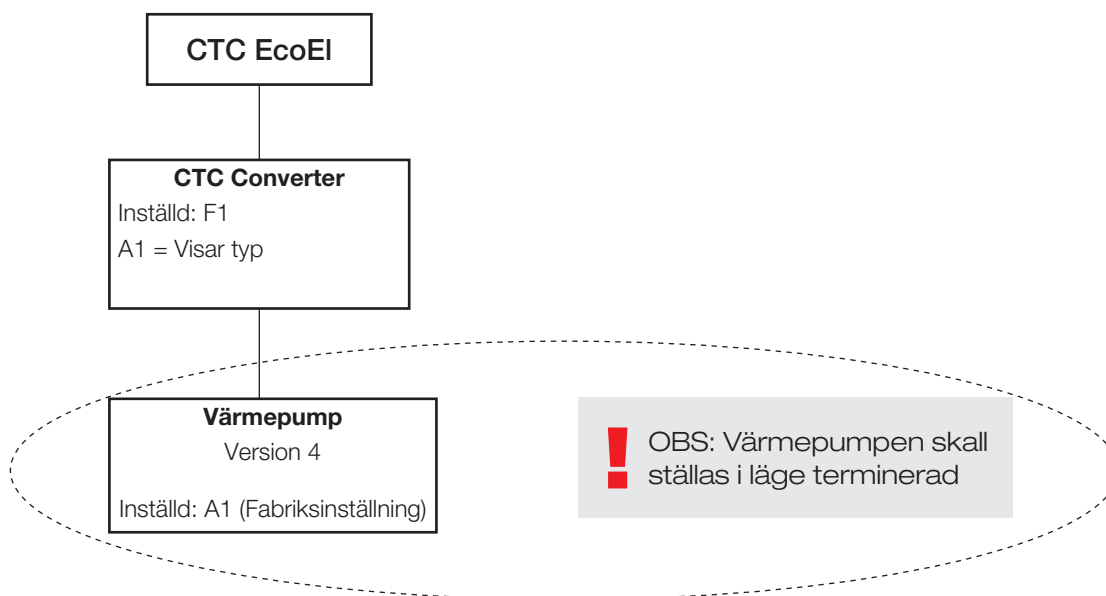 CTC EcoEl
CTC Converter
Inställd: F1
A1 = Visar typ
Värmepump
Version 4
Inställd: A1 (Fabriksinställning)
! OBS: Värmepumpen skall
ställas i läge terminerad